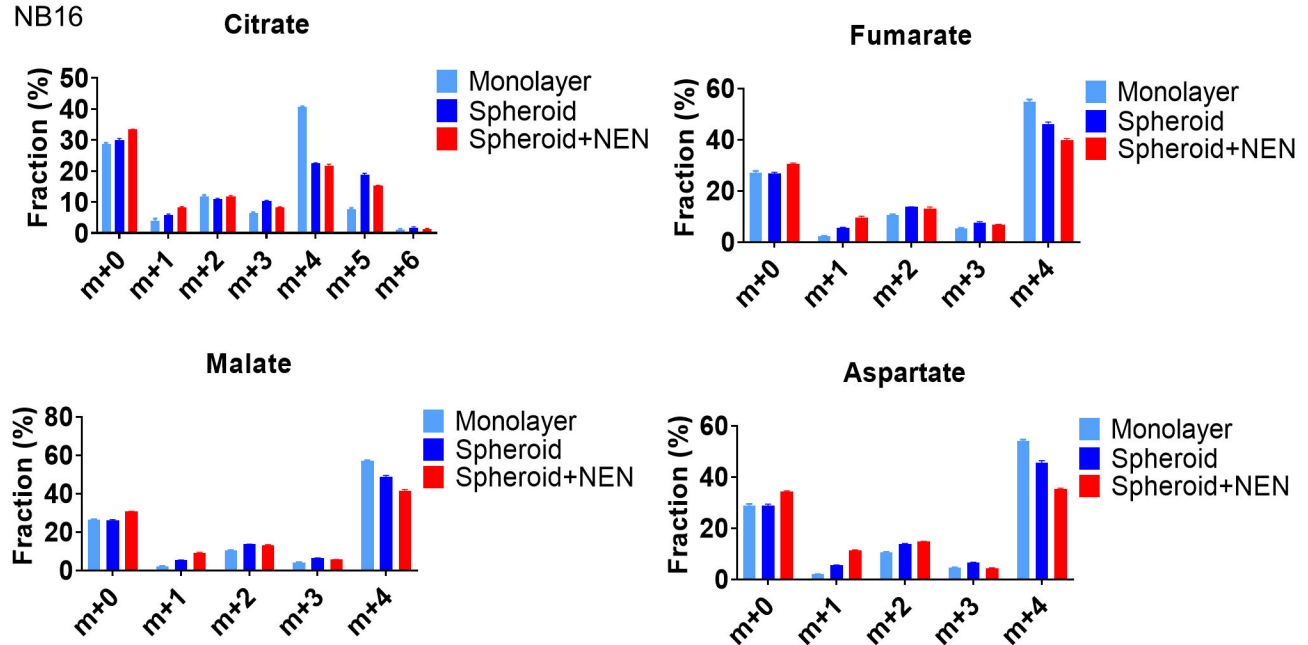 NB16
Citrate
Fraction (%)
50
40
30
20
10
0
m+0 m+1 m+2 m+3 m+4 m+5 m+6
Monolayer
Spheroid
Spheroid+NEN
Fumarate
Fraction (%)
60
40
20
0
m+0 m+1 m+2 m+3 m+4
Monolayer
Spheroid
Spheroid+NEN
Malate
Fraction (%)
80
60
40
20
0
m+0 m+1 m+2 m+3 m+4
Monolayer
Spheroid
Spheroid+NEN
Aspartate
Fraction (%)
60
40
20
0
m+0 m+1 m+2 m+3 m+4
Monolayer
Spheroid
Spheroid+NEN